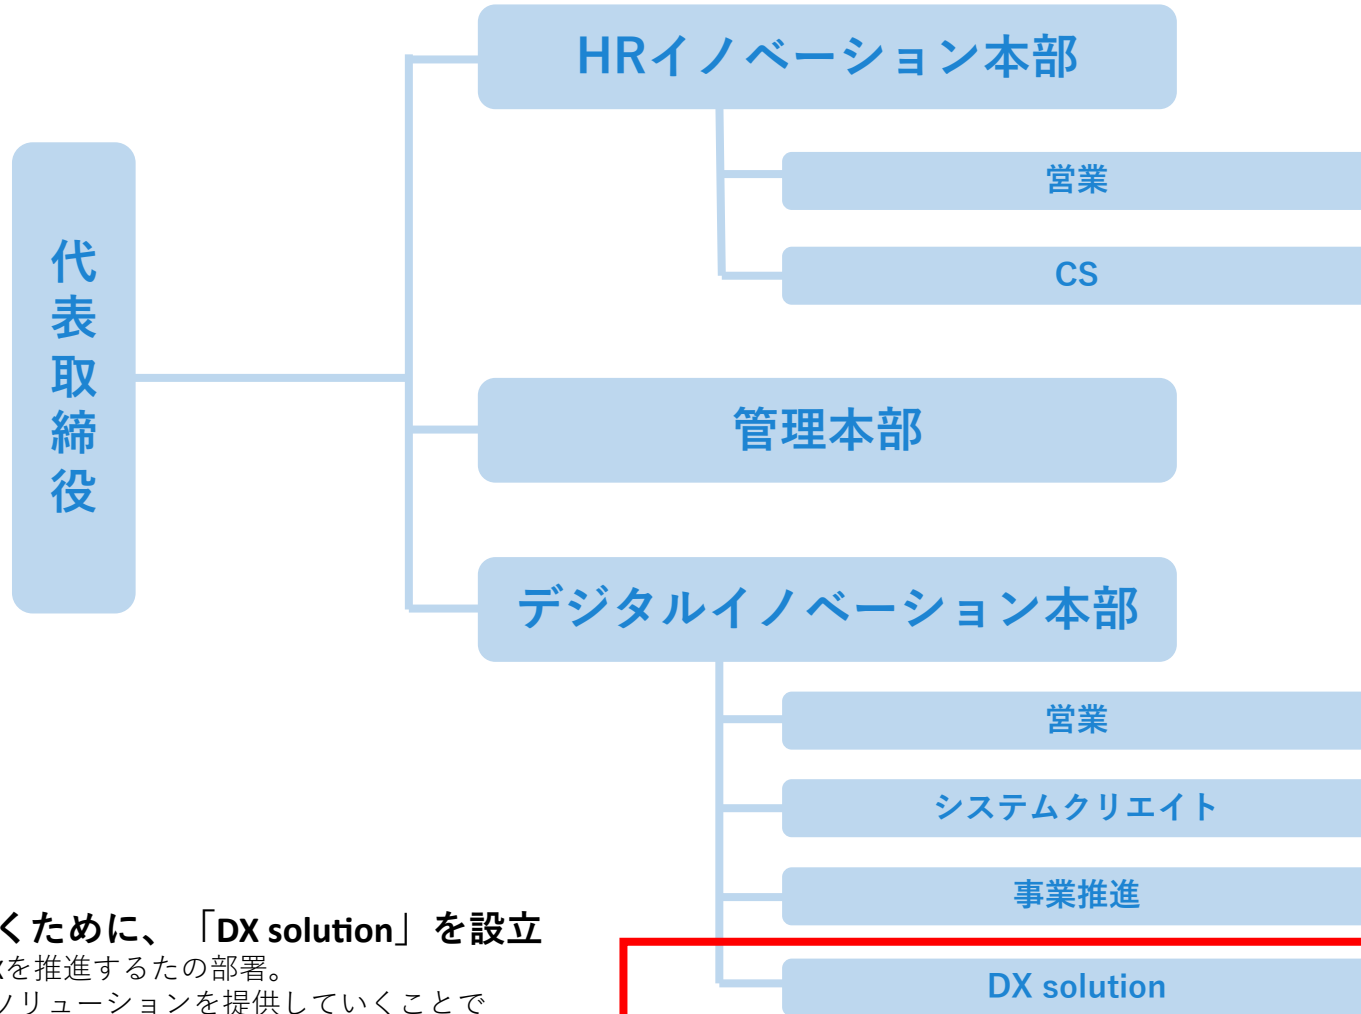 HRイノベーション本部
営業
CS
代表取締役
管理本部
デジタルイノベーション本部
営業
システムクリエイト
事業推進
DX solution
くために、「DX solution」を設立
を推進するたの部署。
ソリューションを提供していくことで